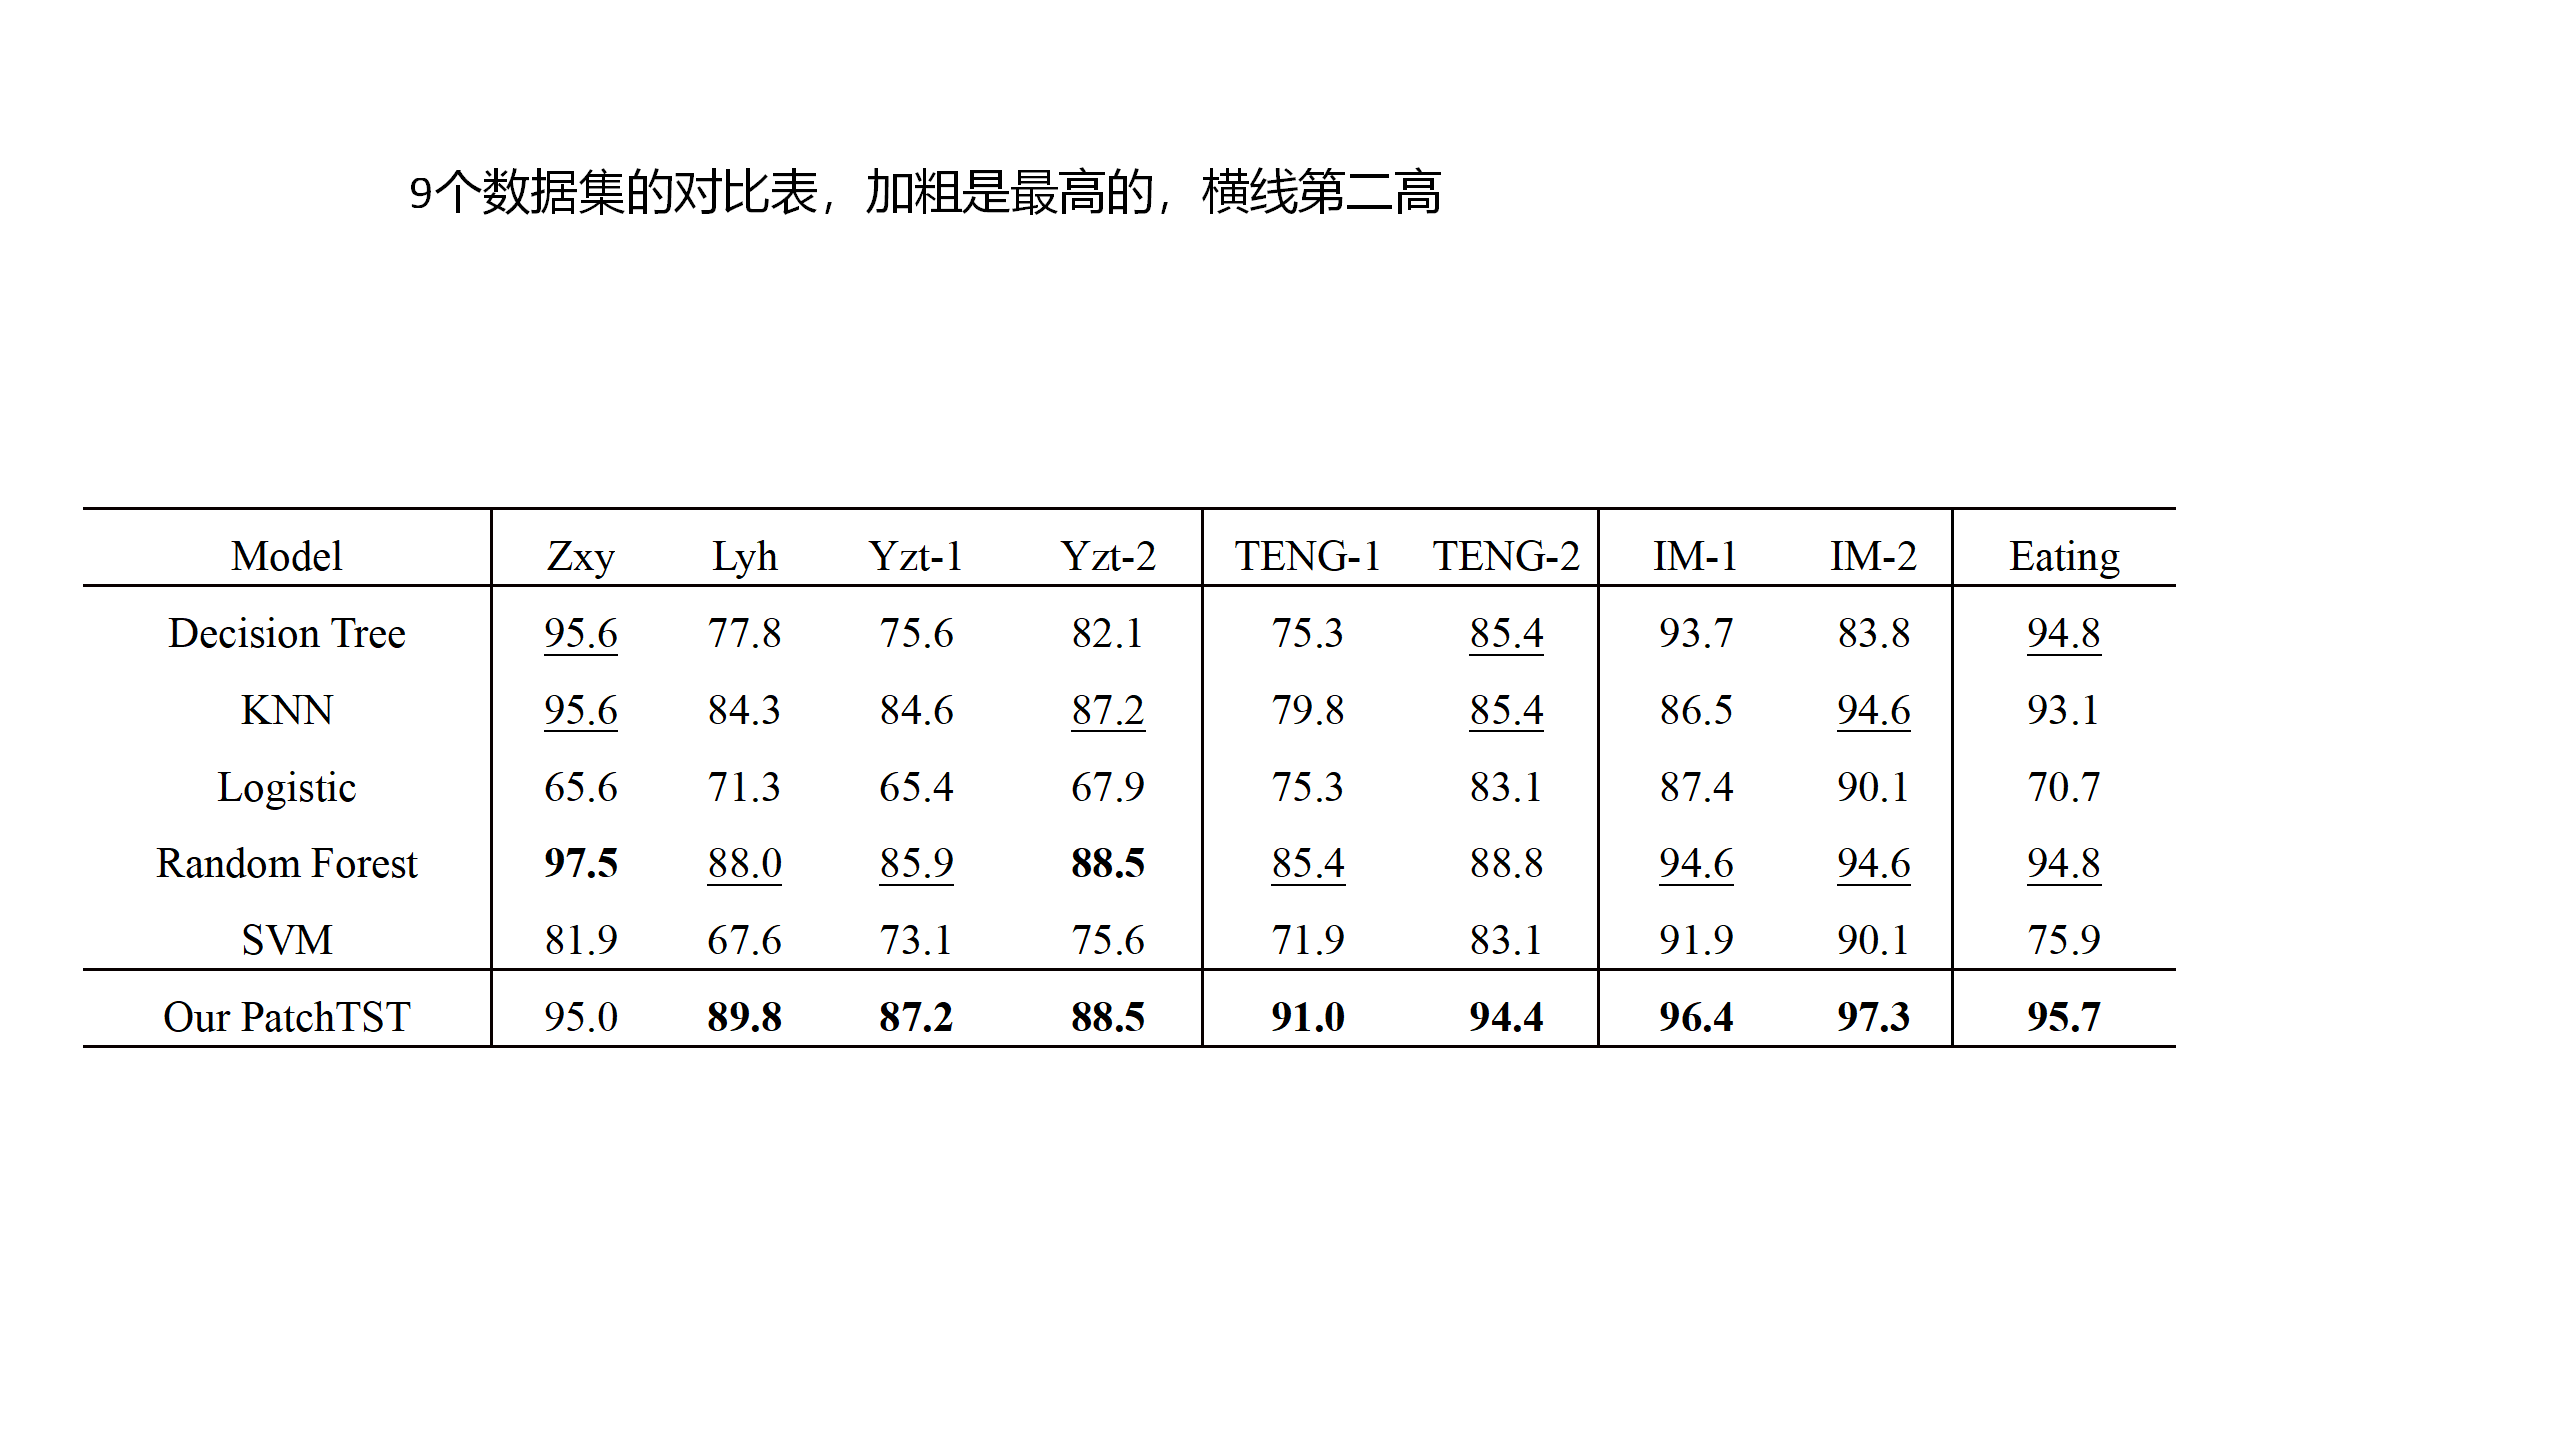 9个数据集的对比表，加粗是最高的，横线第二高
Model Zxy Lyh Yzt-1 Yzt-2 TENG-1 TENG-2 IM-1 IM-2 Eating
Decision Tree 95.6 77.8 75.6 82.1 75.3 85.4 93.7 83.8 94.8
KNN 95.6 84.3 84.6 87.2 79.8 85.4 86.5 94.6 93.1
Logistic 65.6 71.3 65.4 67.9 75.3 83.1 87.4 90.1 70.7
Random Forest 97.5 88.0 85.9 88.5 85.4 88.8 94.6 94.6 94.8
SVM 81.9 67.6 73.1 75.6 71.9 83.1 91.9 90.1 75.9
Our PatchTST 95.0 89.8 87.2 88.5 91.0 94.4 96.4 97.3 95.7